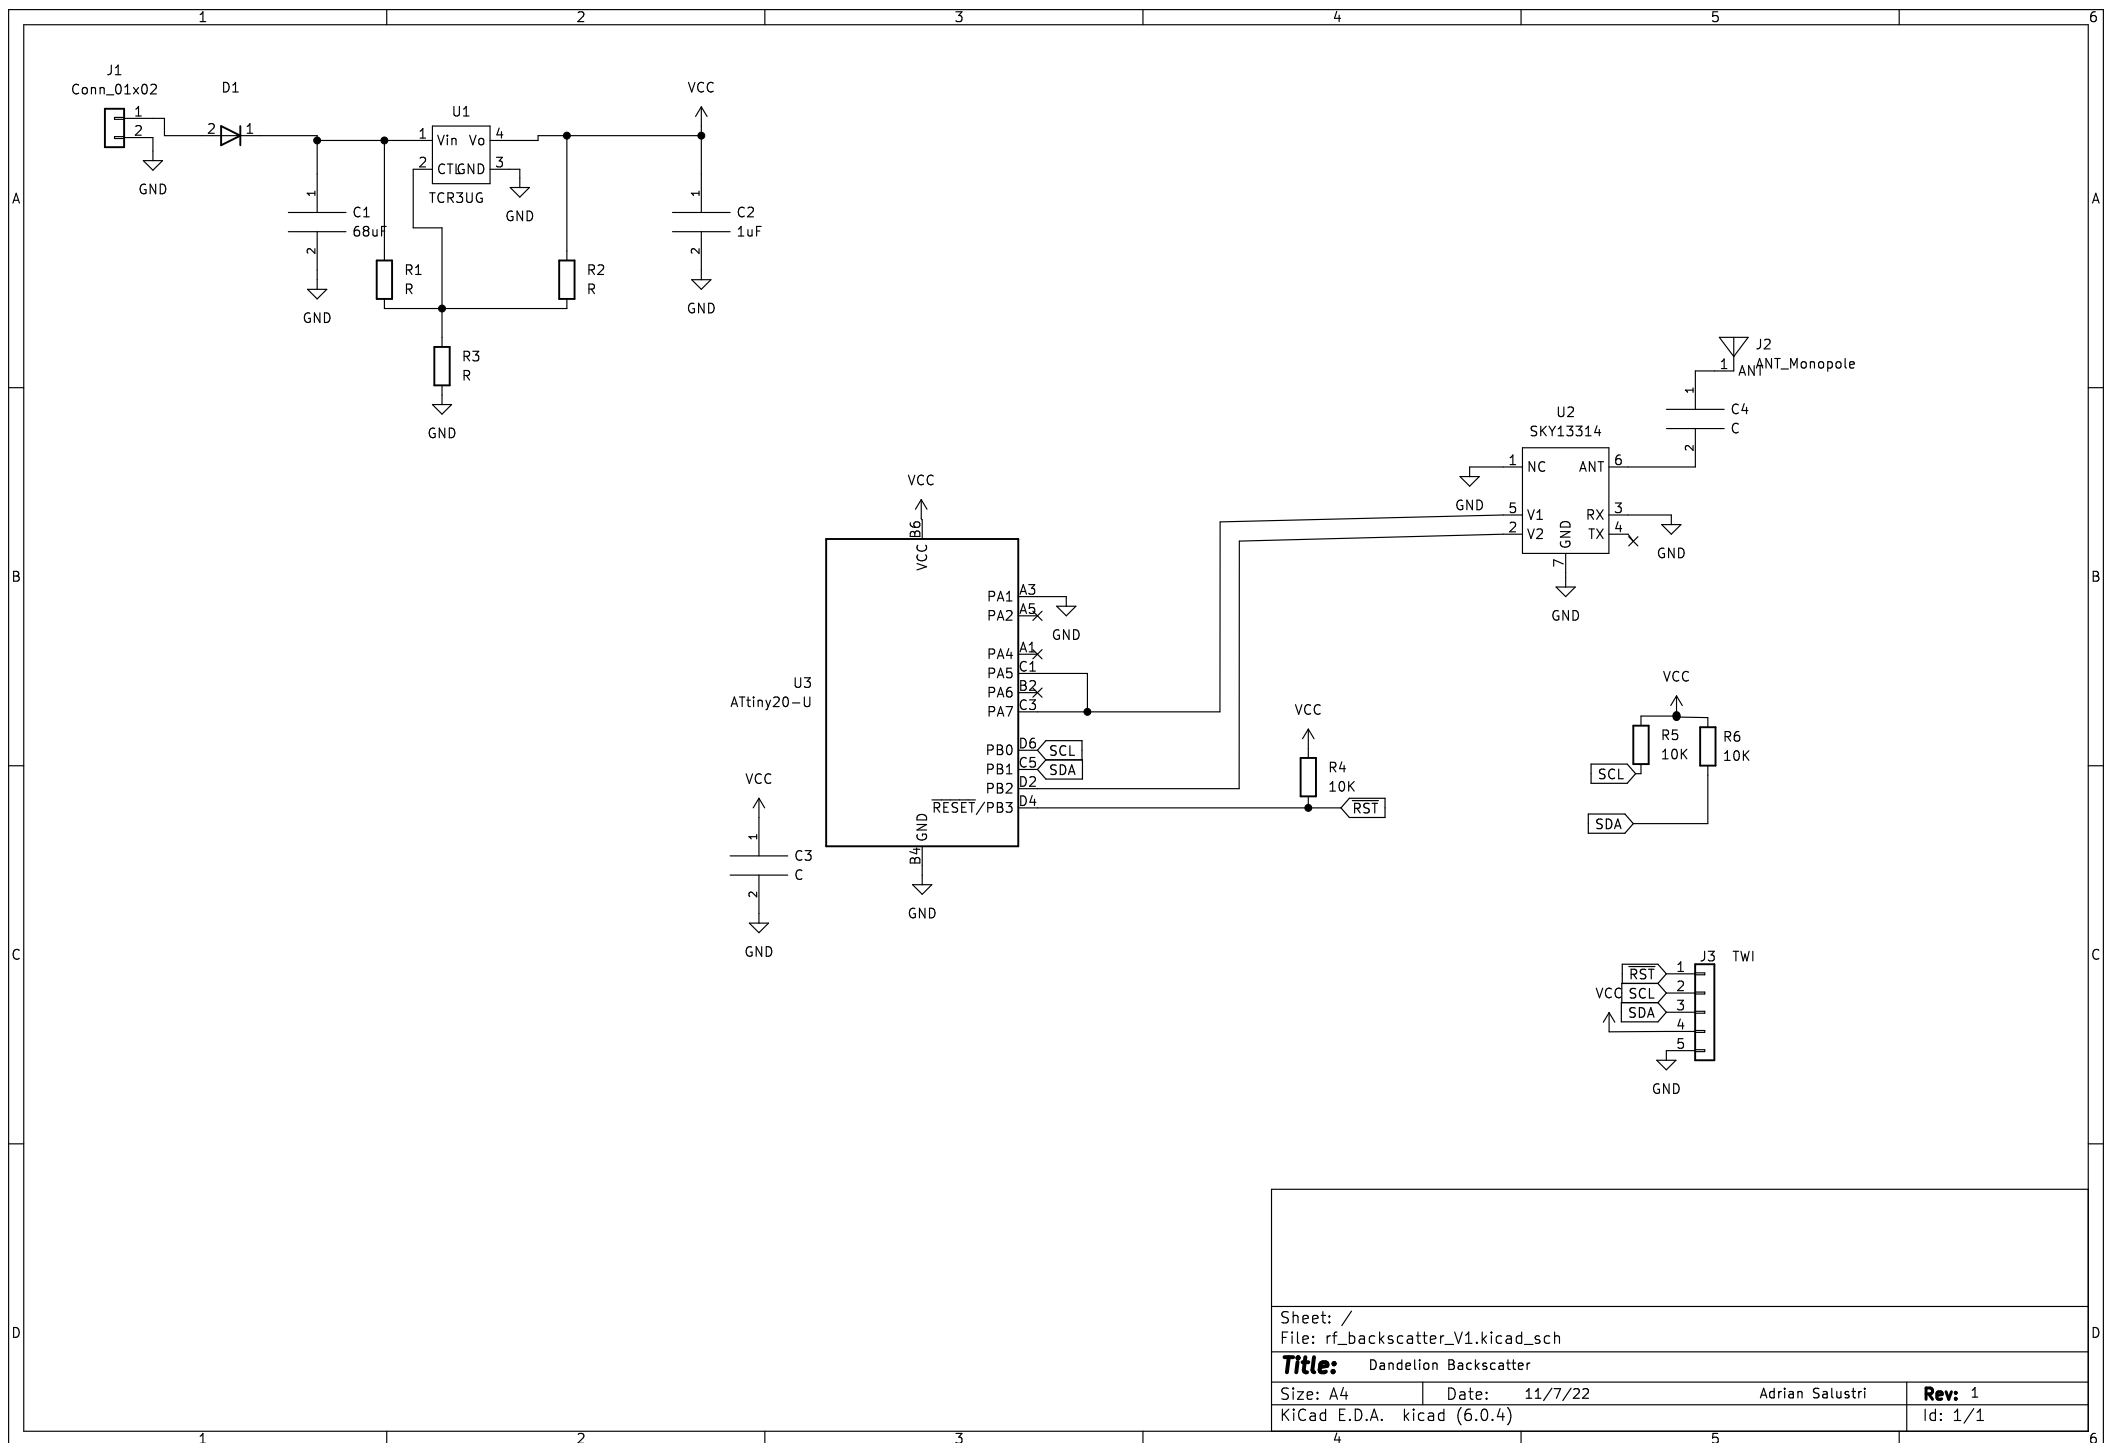 1 2 3 4 5 6
J1
Conn_01x02
1
2
GND
D1
2 1
U1
1 Vin Vo 4
2 CTL GND 3
TCR3UG
GND
VCC
1
C1
68uF
2
GND
R1
R
R2
R
1
C2
1uF
2
GND
R3
R
GND
A A
J2
ANT_Monopole
1 ANT
1
C4
C
2
U2
SKY13314
1 NC ANT 6
GND
5 V1 RX 3
2 V2 TX 4
GND
7
GND
GND
VCC
B6
VCC
PA1 A3
PA2 A5
GND
PA4 A1
PA5 C1
PA6 B2
PA7 C3
U3
ATtiny20-U
PB0 D6 SCL
PB1 C5 SDA
PB2 D2
RESET/PB3 D4
GND
B4
GND
B B
VCC
R4
10K
RST
VCC
R5
10K
R6
10K
SCL
SDA
VCC
1
C3
C
2
GND
C C
J3 TWI
RST 1
VCC SCL 2
SDA 3
4
5
GND
D D
Sheet: /
File: rf_backscatter_V1.kicad_sch
Title: Dandelion Backscatter
Size: A4 Date: 11/7/22 Adrian Salustri Rev: 1
KiCad E.D.A. kicad (6.0.4) Id: 1/1
1 2 3 4 5 6